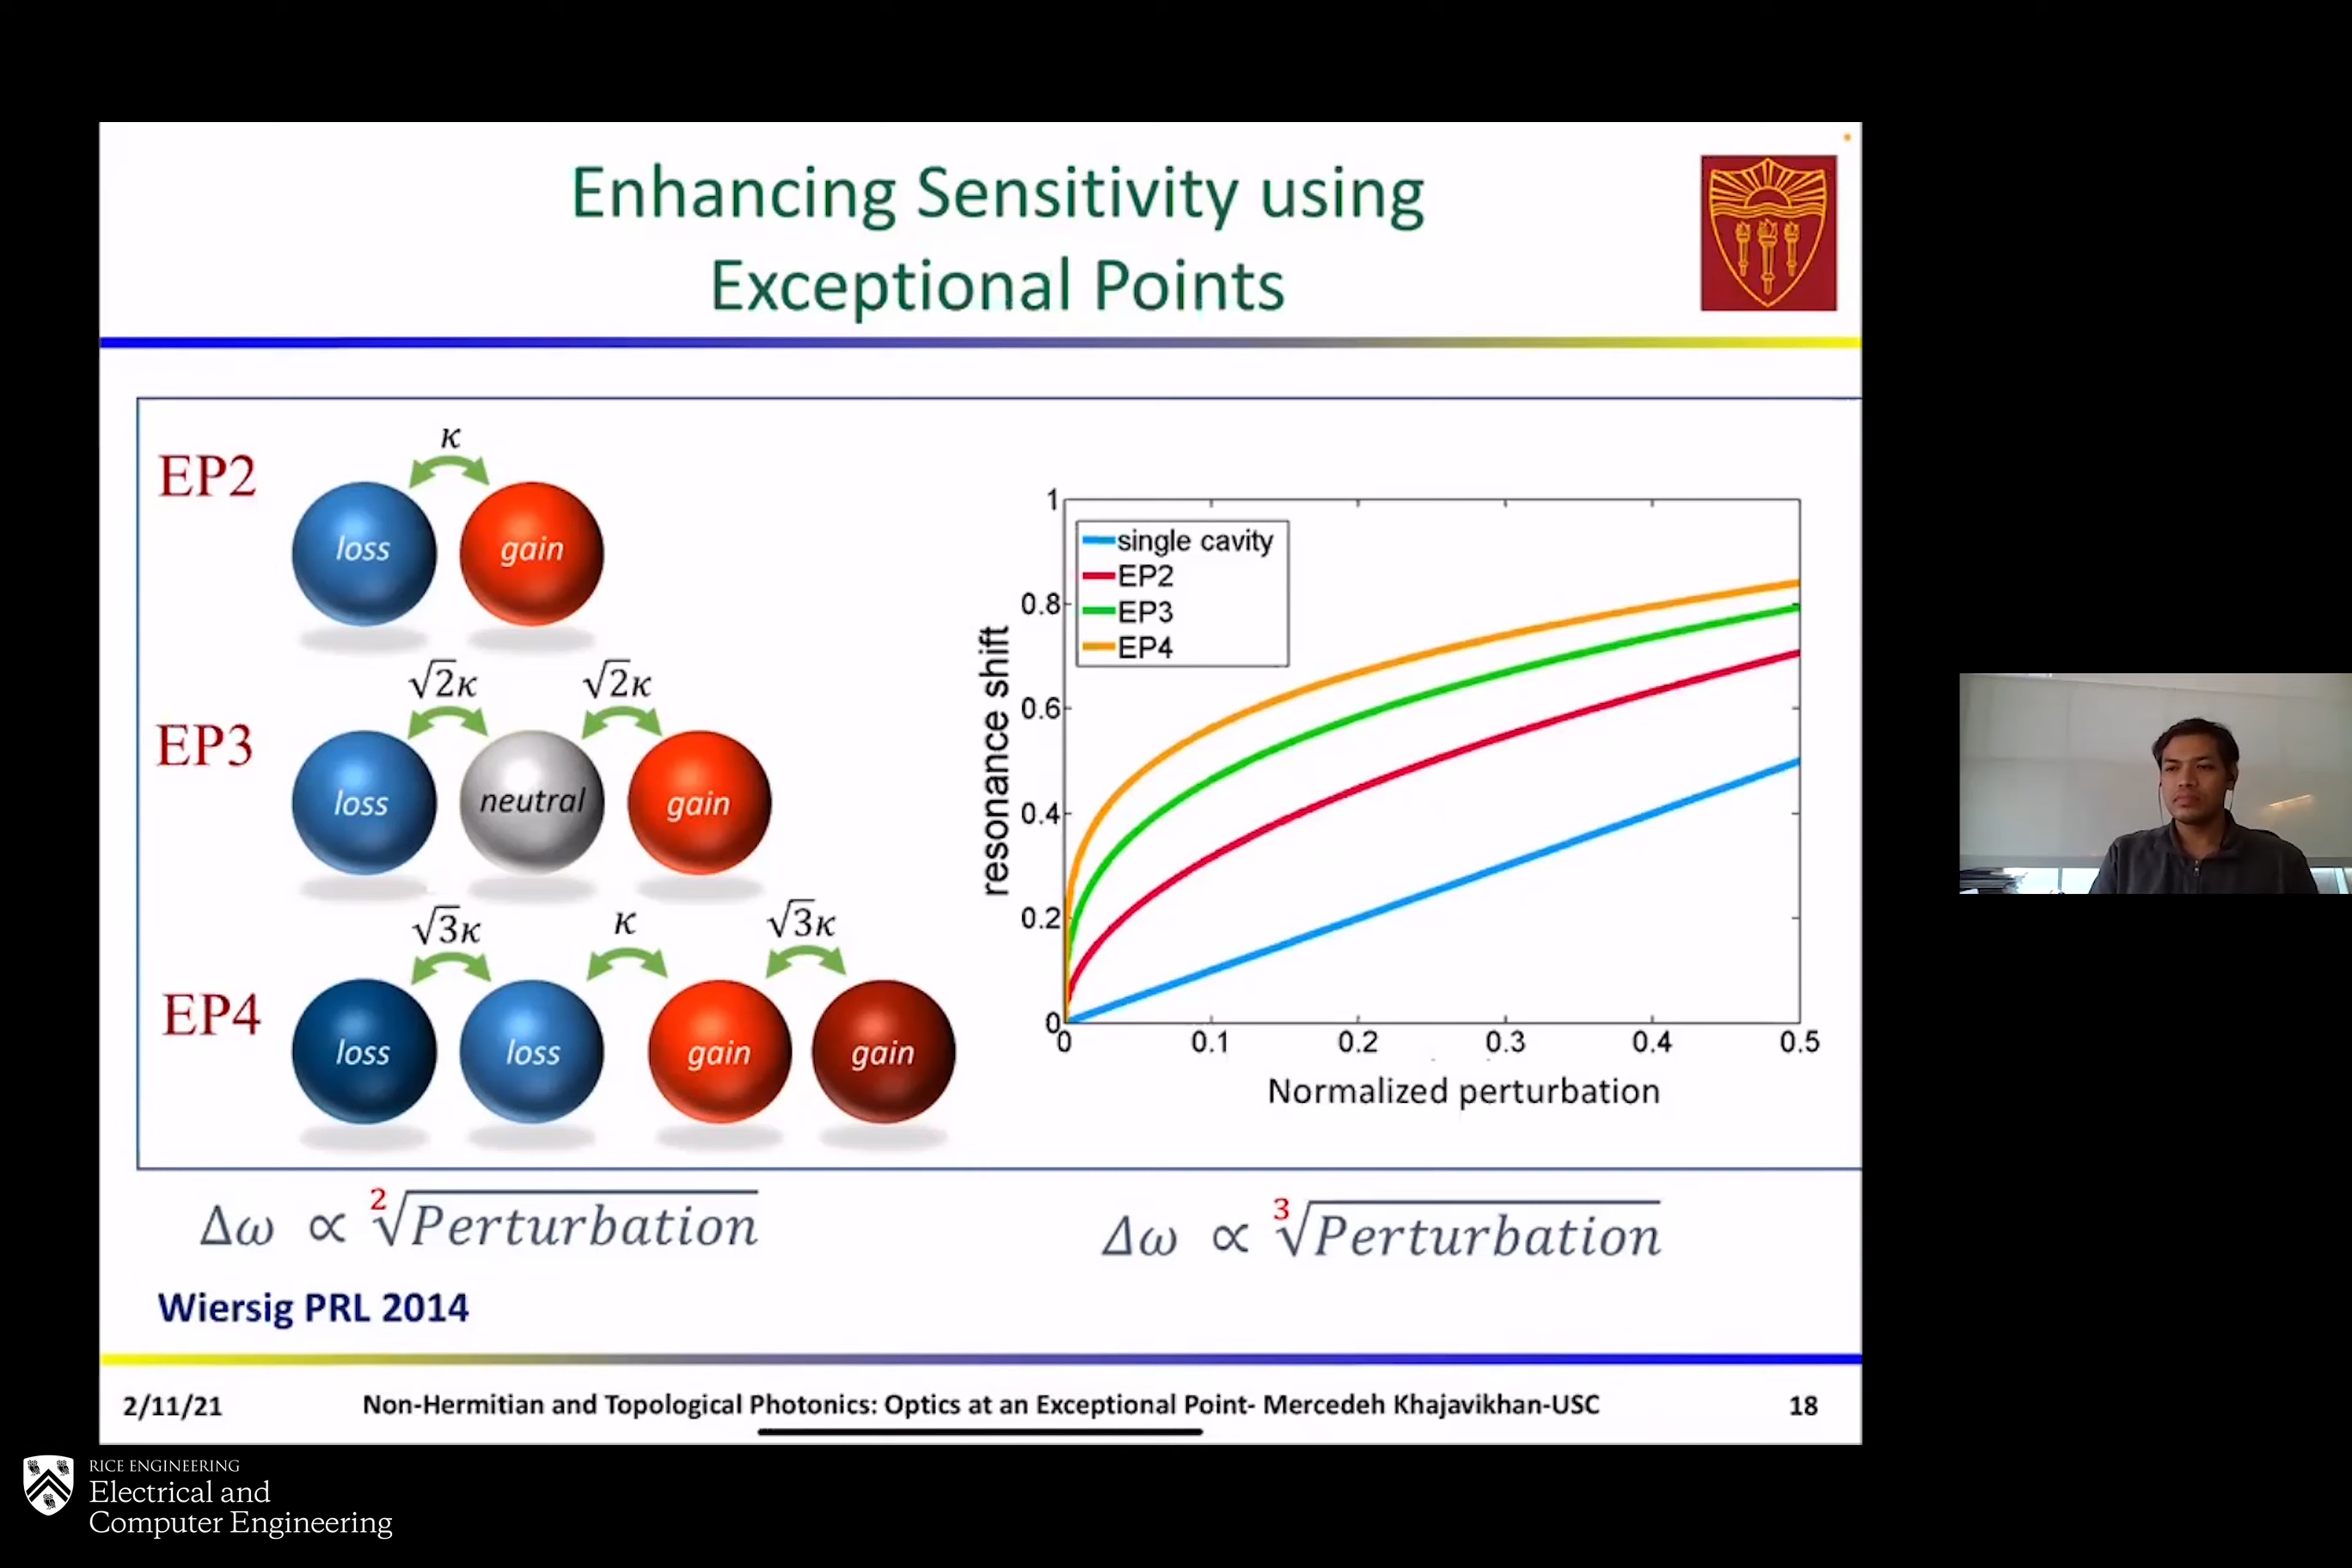 Enhancing Sensitivity using
Exceptional Points
EP2
κ
loss
gain
EP3
√2κ
√2κ
loss
neutral
gain
EP4
√3κ
κ
√3κ
loss
loss
gain
gain
resonance shift
1
0.8
0.6
0.4
0.2
0
single cavity
EP2
EP3
EP4
0 0.1 0.2 0.3 0.4 0.5
Normalized perturbation
Δω ∝ ²√Perturbation
Δω ∝ ³√Perturbation
Wiersig PRL 2014
2/11/21
Non-Hermitian and Topological Photonics: Optics at an Exceptional Point- Mercedeh Khajavikhan-USC
18
RICE ENGINEERING
Electrical and
Computer Engineering